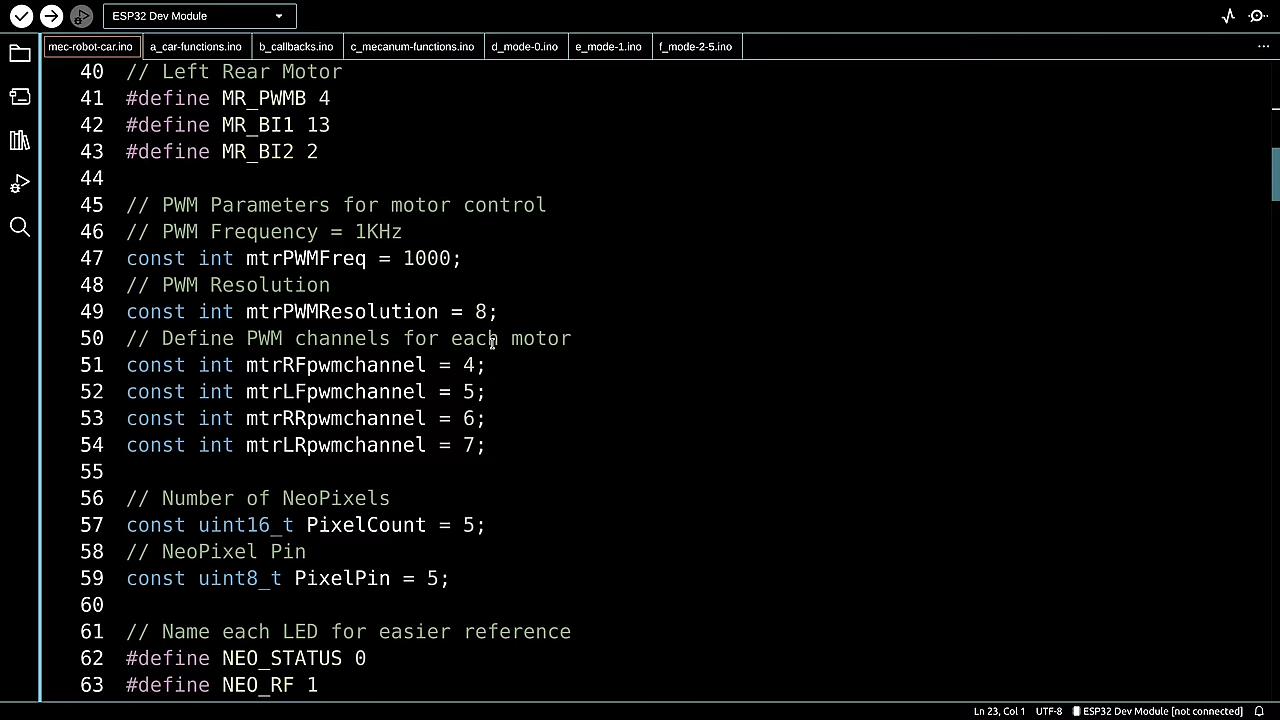 ESP32 Dev Module
mec-robot-car.ino a_car-functions.ino b_callbacks.ino c_mecanum-functions.ino d_mode-0.ino e_mode-1.ino f_mode-2-5.ino
40 // Left Rear Motor
41 #define MR_PWMB 4
42 #define MR_BI1 13
43 #define MR_BI2 2
44
45 // PWM Parameters for motor control
46 // PWM Frequency = 1KHz
47 const int mtrPWMFreq = 1000;
48 // PWM Resolution
49 const int mtrPWMResolution = 8;
50 // Define PWM channels for each motor
51 const int mtrRFpwmchannel = 4;
52 const int mtrLFpwmchannel = 5;
53 const int mtrRRpwmchannel = 6;
54 const int mtrLRpwmchannel = 7;
55
56 // Number of NeoPixels
57 const uint16_t PixelCount = 5;
58 // NeoPixel Pin
59 const uint8_t PixelPin = 5;
60
61 // Name each LED for easier reference
62 #define NEO_STATUS 0
63 #define NEO_RF 1
Ln 23, Col 1 UTF-8 ESP32 Dev Module [not connected]